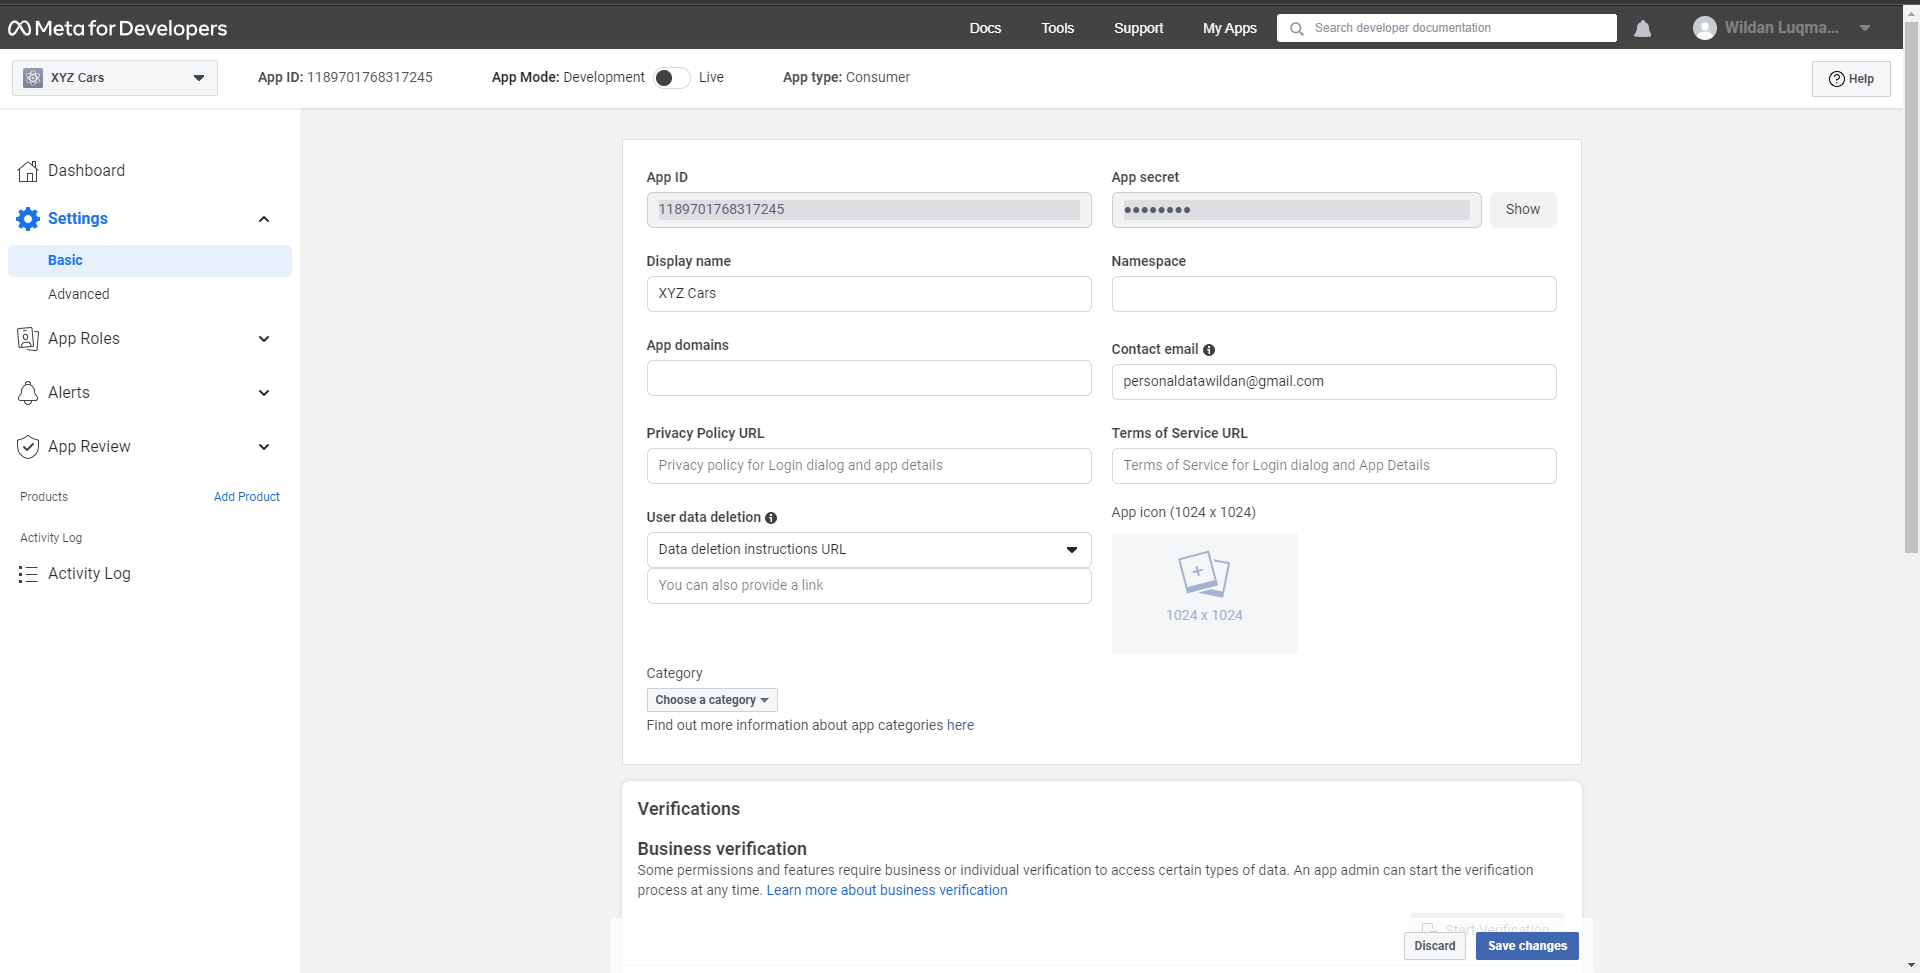 Meta for Developers
Docs
Tools
Support
My Apps
Search developer documentation
Wildan Luqma...
XYZ Cars
App ID: 1189701768317245
App Mode: Development
Live
App type: Consumer
Help
Dashboard
Settings
Basic
Advanced
App Roles
Alerts
App Review
Products
Add Product
Activity Log
Activity Log
App ID
1189701768317245
App secret
●●●●●●●●
Show
Display name
XYZ Cars
Namespace
App domains
Contact email
personaldatawildan@gmail.com
Privacy Policy URL
Privacy policy for Login dialog and app details
Terms of Service URL
Terms of Service for Login dialog and App Details
User data deletion
Data deletion instructions URL
You can also provide a link
App icon (1024 x 1024)
1024 x 1024
Category
Choose a category
Find out more information about app categories here
Verifications
Business verification
Some permissions and features require business or individual verification to access certain types of data. An app admin can start the verification
process at any time. Learn more about business verification
Start Verification
Discard
Save changes